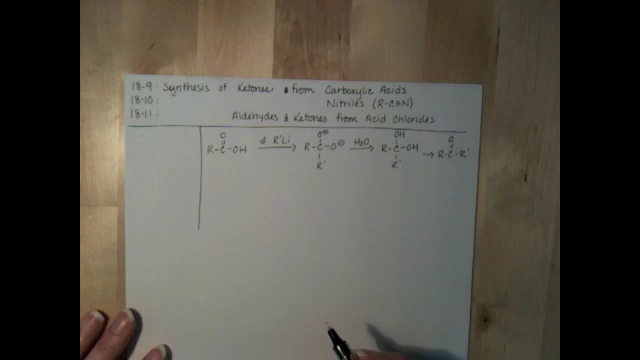 18-9: Synthesis of Ketones from Carboxylic Acids
18-10: Nitriles (R-C≡N)
18-11: Aldehydes & Ketones from Acid Chlorides
O O⊖ OH O
R-C-OH 2 R'Li R-C-O⊖ H2O R-C-OH → R-C-R'
R' R'